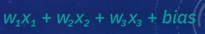 w₁x₁ + w₂x₂ + w₃x₃ + bias